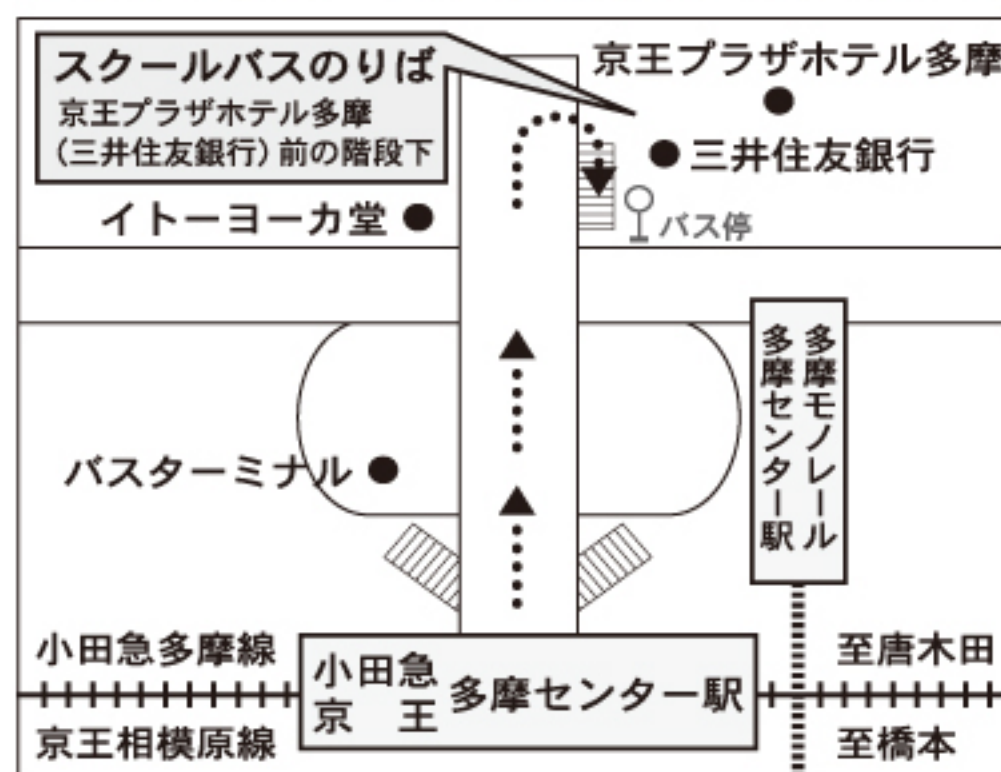 スクールバスのりば
京王プラザホテル多摩
(三井住友銀行)前の階段下
京王プラザホテル多摩
三井住友銀行
イトーヨーカ堂
バス停
多摩モノレール
多摩センター駅
バスターミナル
小田急多摩線
京王相模原線
小田急
京王
多摩センター駅
至唐木田
至橋本